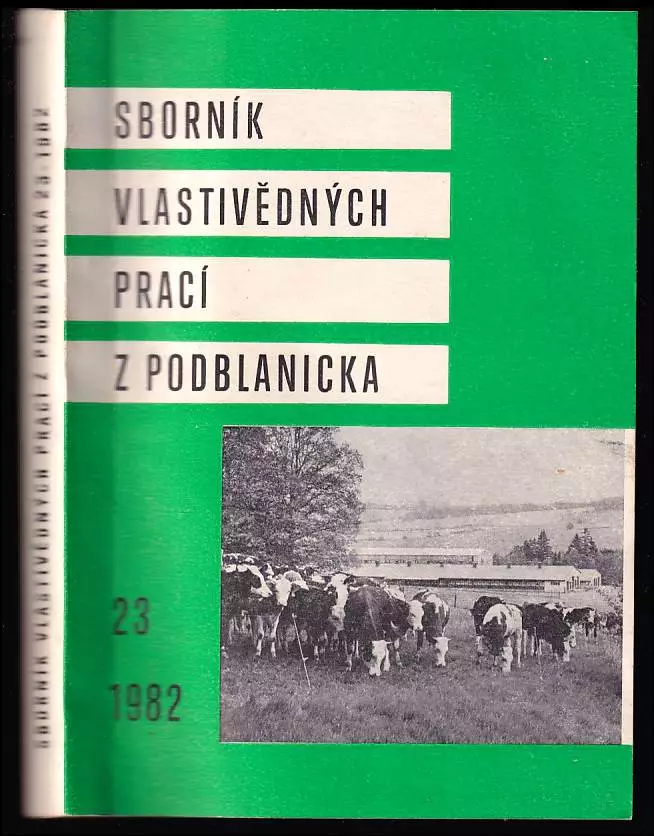 SBORNÍK
VLASTIVĚDNÝCH
PRACÍ
Z PODBLANICKA
23
1982
SBORNÍK VLASTIVĚDNÝCH PRACÍ Z PODBLANICKA 23 - 1982